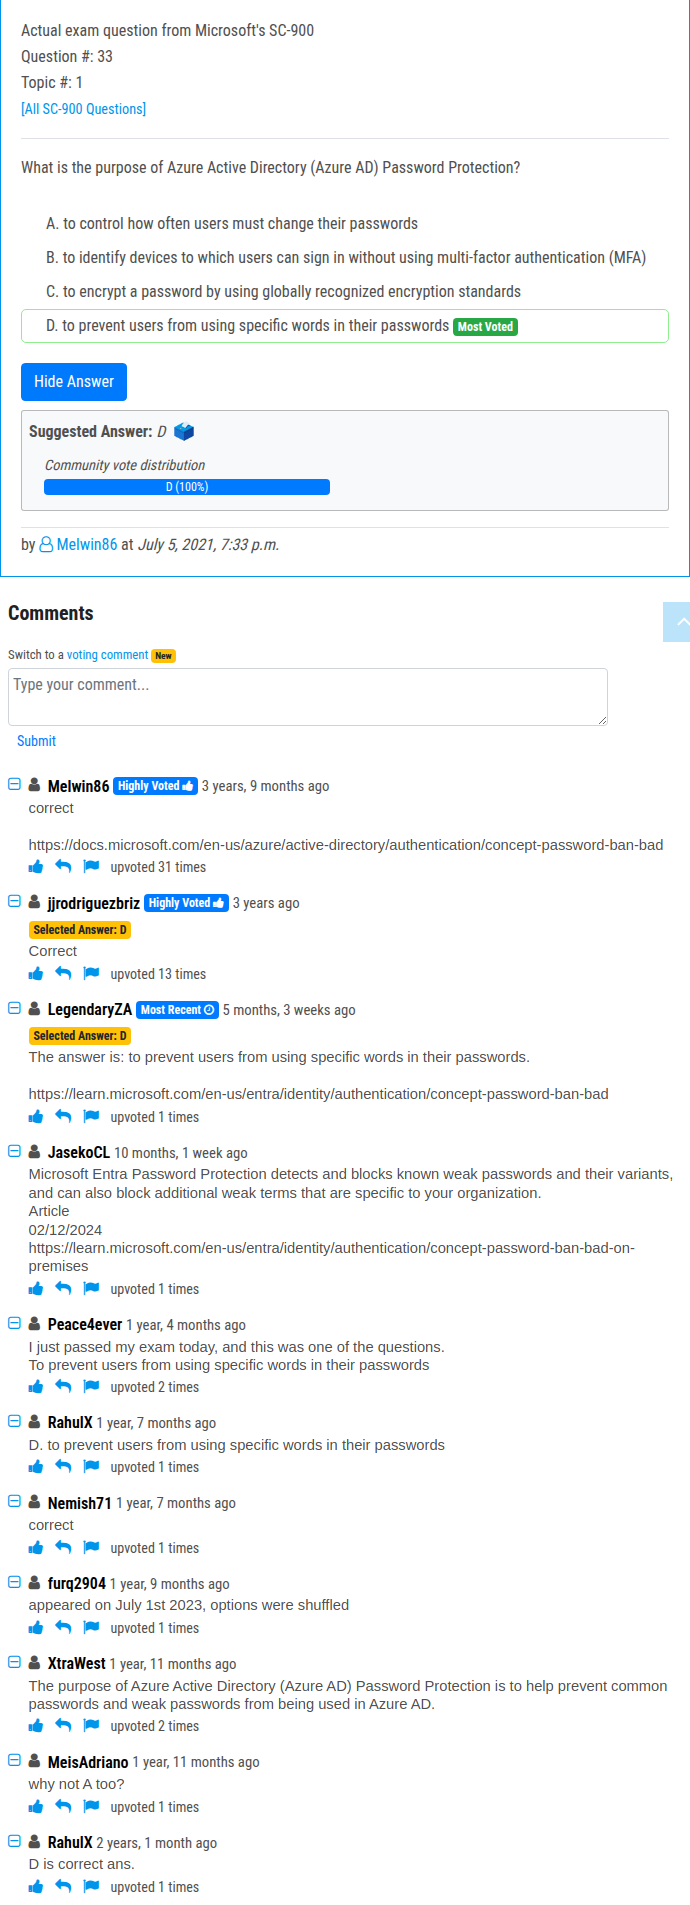 Actual exam question from Microsoft's SC-900
Question #: 33
Topic #: 1
[All SC-900 Questions]
What is the purpose of Azure Active Directory (Azure AD) Password Protection?
A. to control how often users must change their passwords
B. to identify devices to which users can sign in without using multi-factor authentication (MFA)
C. to encrypt a password by using globally recognized encryption standards
D. to prevent users from using specific words in their passwords Most Voted
Hide Answer
Suggested Answer: D
Community vote distribution
D (100%)
by Melwin86 at July 5, 2021, 7:33 p.m.
Comments
Switch to a voting comment New
Type your comment...
Submit
Melwin86 Highly Voted 3 years, 9 months ago
correct
https://docs.microsoft.com/en-us/azure/active-directory/authentication/concept-password-ban-bad
upvoted 31 times
jjrodriguezbriz Highly Voted 3 years ago
Selected Answer: D
Correct
upvoted 13 times
LegendaryZA Most Recent 5 months, 3 weeks ago
Selected Answer: D
The answer is: to prevent users from using specific words in their passwords.
https://learn.microsoft.com/en-us/entra/identity/authentication/concept-password-ban-bad
upvoted 1 times
JasekoCL 10 months, 1 week ago
Microsoft Entra Password Protection detects and blocks known weak passwords and their variants,
and can also block additional weak terms that are specific to your organization.
Article
02/12/2024
https://learn.microsoft.com/en-us/entra/identity/authentication/concept-password-ban-bad-on-
premises
upvoted 1 times
Peace4ever 1 year, 4 months ago
I just passed my exam today, and this was one of the questions.
To prevent users from using specific words in their passwords
upvoted 2 times
RahulX 1 year, 7 months ago
D. to prevent users from using specific words in their passwords
upvoted 1 times
Nemish71 1 year, 7 months ago
correct
upvoted 1 times
furq2904 1 year, 9 months ago
appeared on July 1st 2023, options were shuffled
upvoted 1 times
XtraWest 1 year, 11 months ago
The purpose of Azure Active Directory (Azure AD) Password Protection is to help prevent common
passwords and weak passwords from being used in Azure AD.
upvoted 2 times
MeisAdriano 1 year, 11 months ago
why not A too?
upvoted 1 times
RahulX 2 years, 1 month ago
D is correct ans.
upvoted 1 times